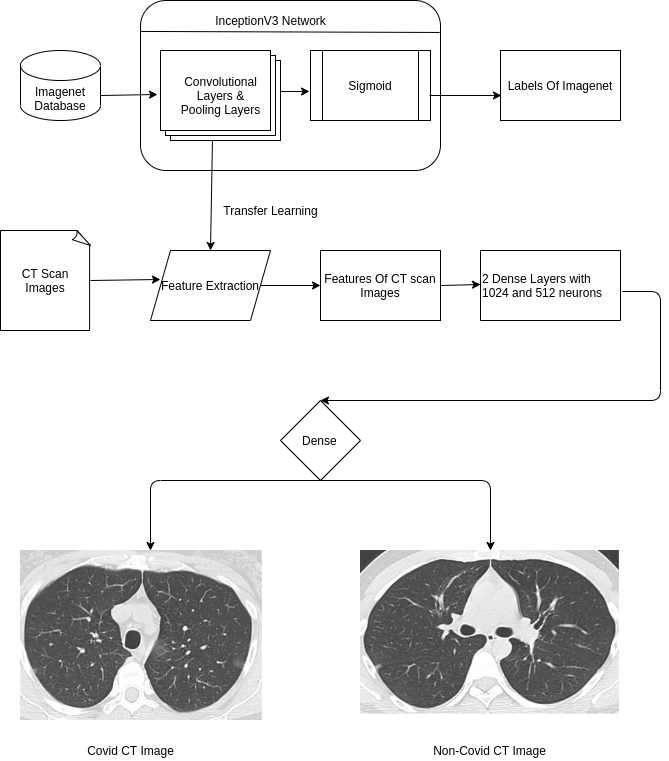 InceptionV3 Network
Imagenet
Database
Convolutional
Layers &
Pooling Layers
Sigmoid
Labels Of Imagenet
Transfer Learning
CT Scan
Images
Feature Extraction
Features Of CT scan
Images
2 Dense Layers with
1024 and 512 neurons
Dense
Covid CT Image
Non-Covid CT Image